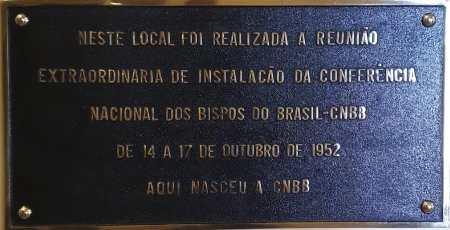 NESTE LOCAL FOI REALIZADA A REUNIÃO
EXTRAORDINÁRIA DE INSTALAÇÃO DA CONFERÊNCIA
NACIONAL DOS BISPOS DO BRASIL-CNBB
DE 14 A 17 DE OUTUBRO DE 1952
AQUI NASCEU A CNBB